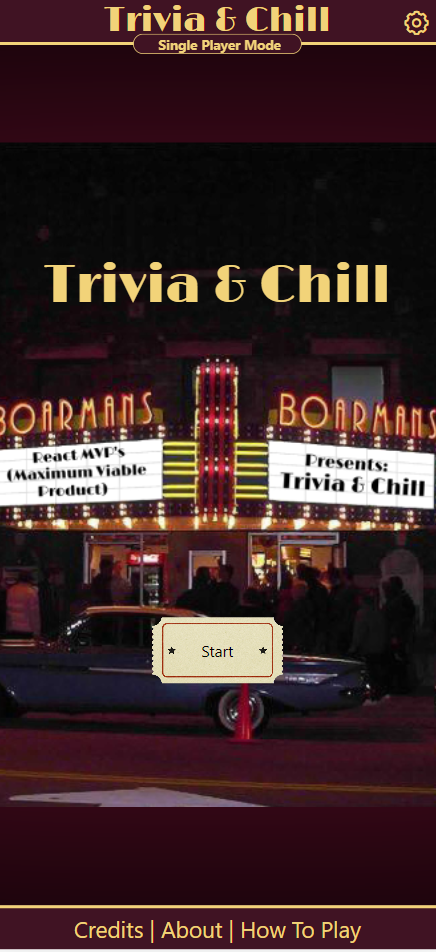 Trivia & Chill
Single Player Mode
Trivia & Chill
BOARMANS
BOARMANS
React MVP's
(Maximum Viable
Product)
Presents:
Trivia & Chill
Start
Credits | About | How To Play